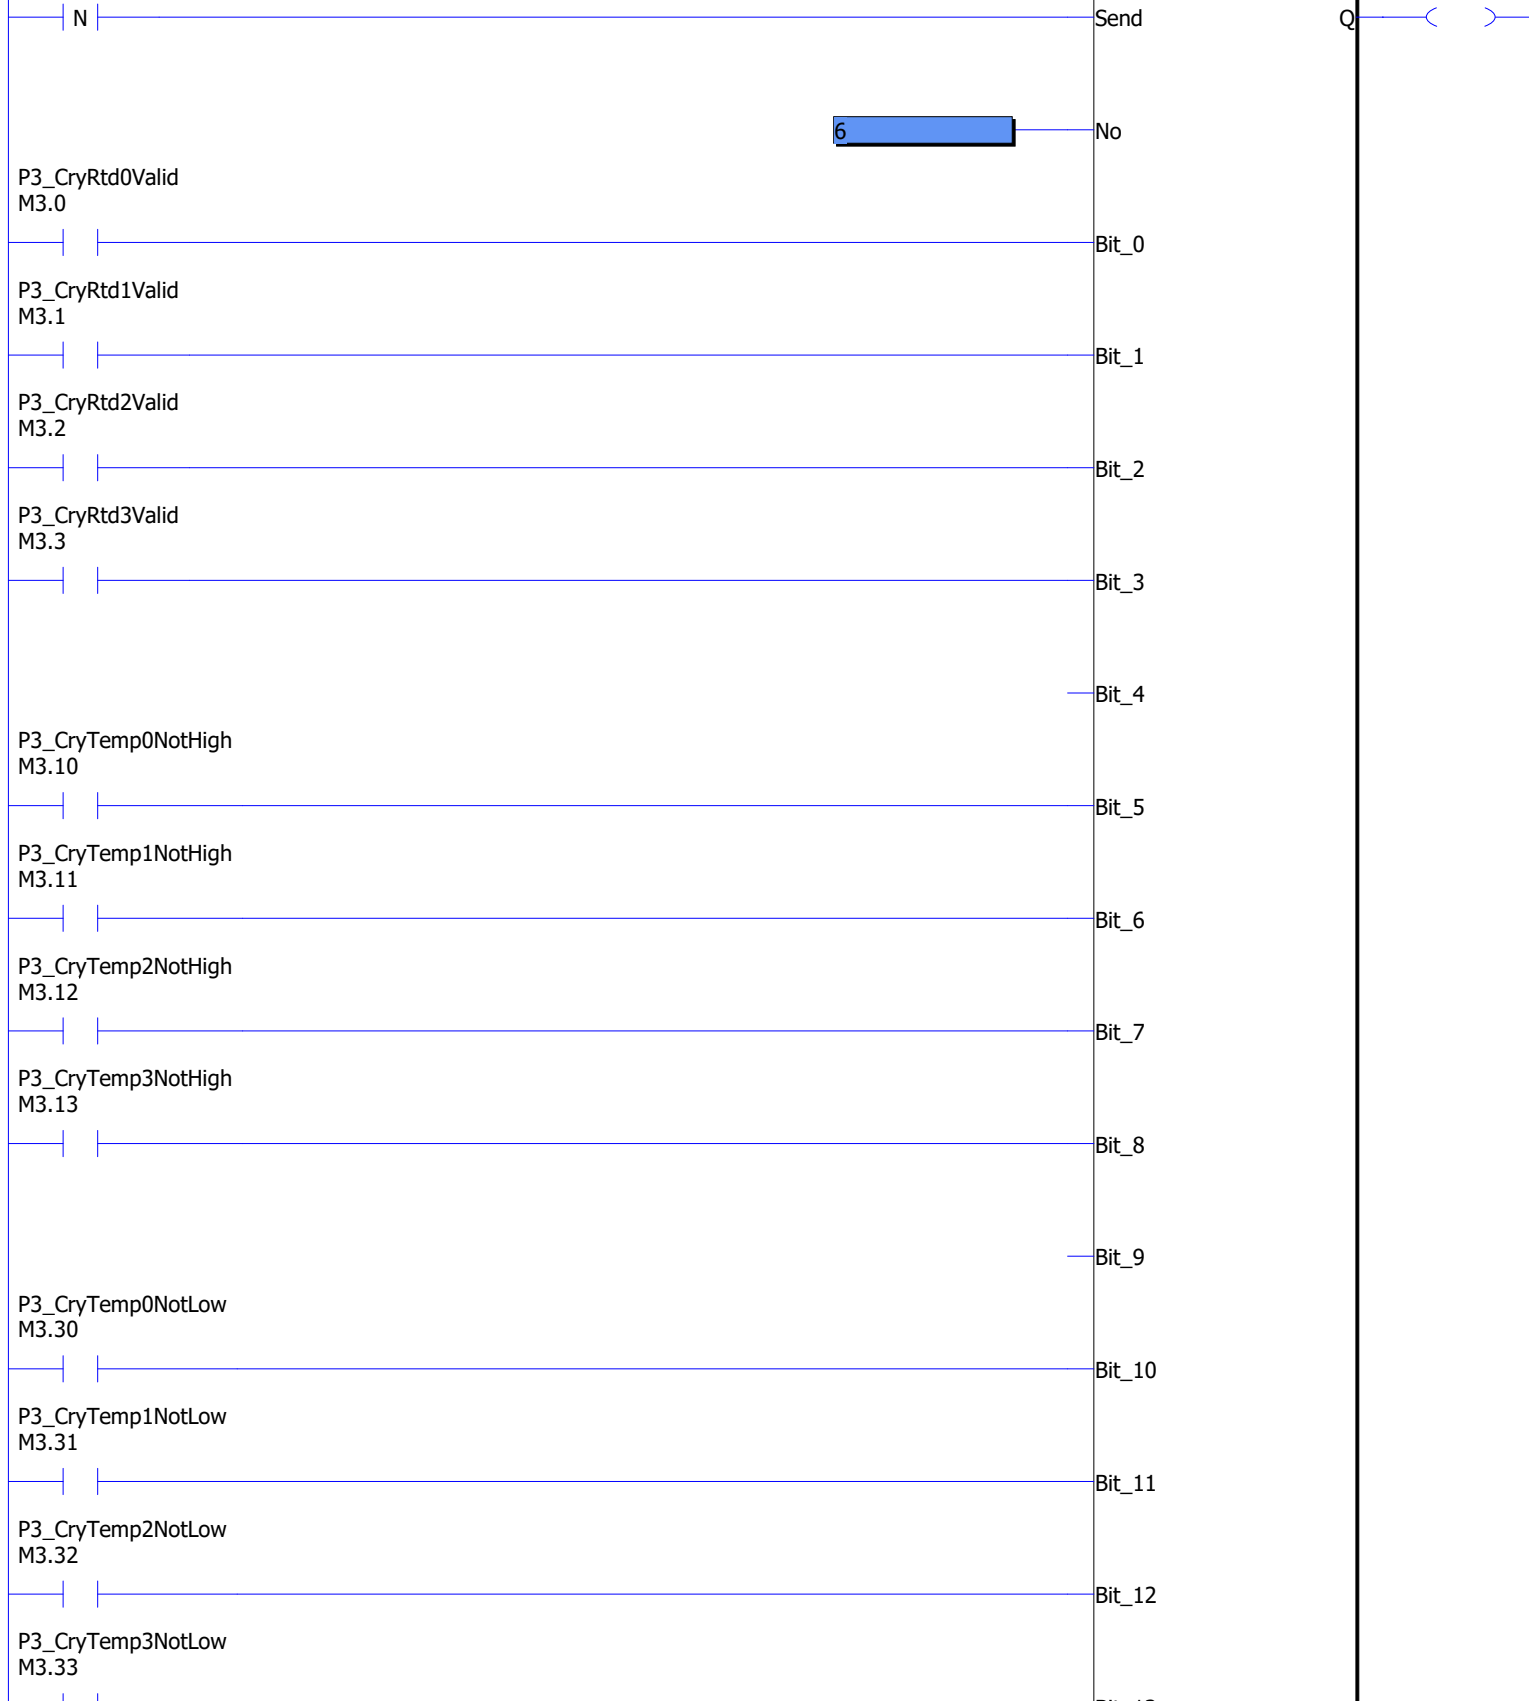 N
Send
Q
6
No
P3_CryRtd0Valid
M3.0
Bit_0
P3_CryRtd1Valid
M3.1
Bit_1
P3_CryRtd2Valid
M3.2
Bit_2
P3_CryRtd3Valid
M3.3
Bit_3
Bit_4
P3_CryTemp0NotHigh
M3.10
Bit_5
P3_CryTemp1NotHigh
M3.11
Bit_6
P3_CryTemp2NotHigh
M3.12
Bit_7
P3_CryTemp3NotHigh
M3.13
Bit_8
Bit_9
P3_CryTemp0NotLow
M3.30
Bit_10
P3_CryTemp1NotLow
M3.31
Bit_11
P3_CryTemp2NotLow
M3.32
Bit_12
P3_CryTemp3NotLow
M3.33